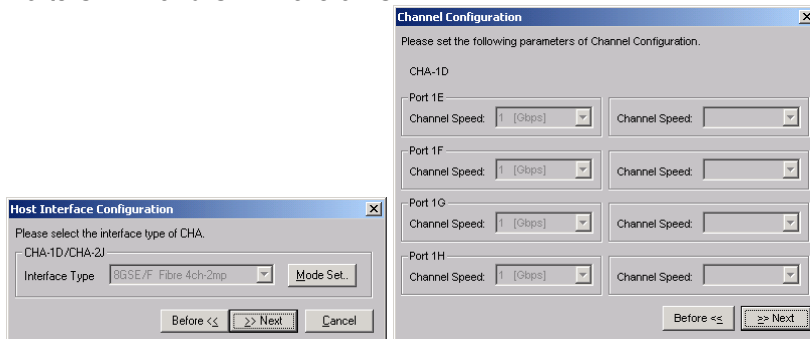 Host Interface Configuration
Please select the interface type of CHA.
CHA-1D/CHA-2J
Interface Type 8GSE/F Fibre 4ch-2mp Mode Set..
Before << >> Next Cancel
Channel Configuration
Please set the following parameters of Channel Configuration.
CHA-1D
Port 1E
Channel Speed: 1 [Gbps] Channel Speed:
Port 1F
Channel Speed: 1 [Gbps] Channel Speed:
Port 1G
Channel Speed: 1 [Gbps] Channel Speed:
Port 1H
Channel Speed: 1 [Gbps] Channel Speed:
Before << >> Next